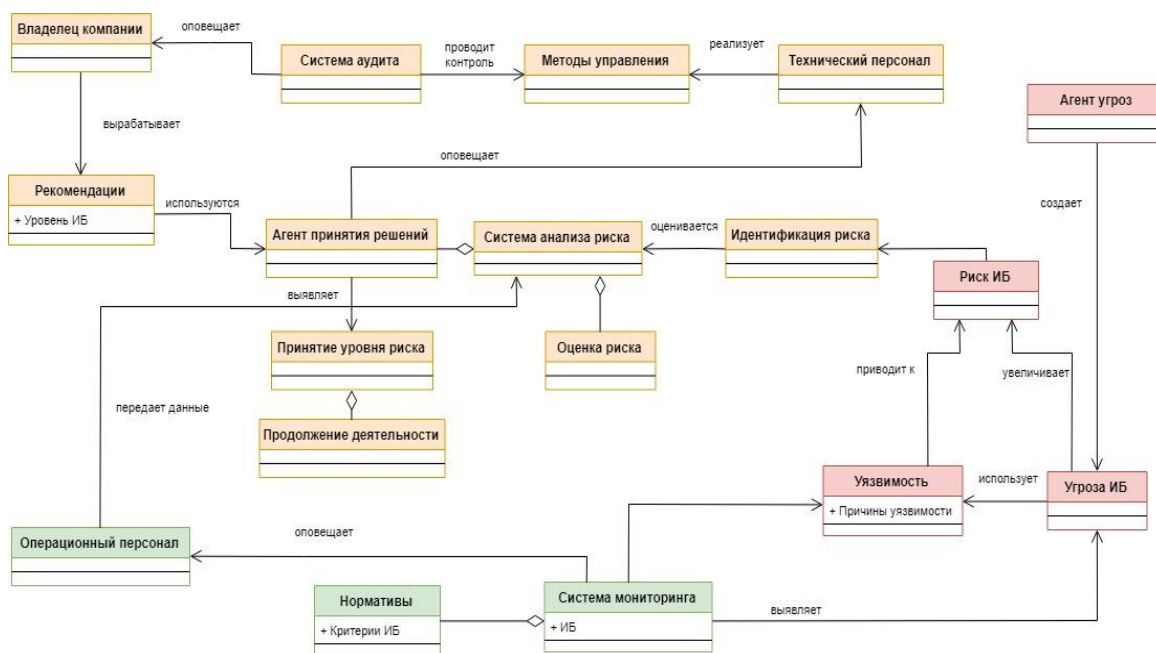 Владелец компании
оповещает
Система аудита
проводит
контроль
Методы управления
реализует
Технический персонал
Агент угроз
вырабатывает
оповещает
Рекомендации
+ Уровень ИБ
используются
Агент принятия решений
Система анализа риска
оценивается
Идентификация риска
создает
Риск ИБ
выявляет
Принятие уровня риска
Оценка риска
приводит к
увеличивает
передает данные
Продолжение деятельности
Уязвимость
+ Причины уязвимости
использует
Угроза ИБ
Операционный персонал
оповещает
Нормативы
+ Критерии ИБ
Система мониторинга
+ ИБ
выявляет